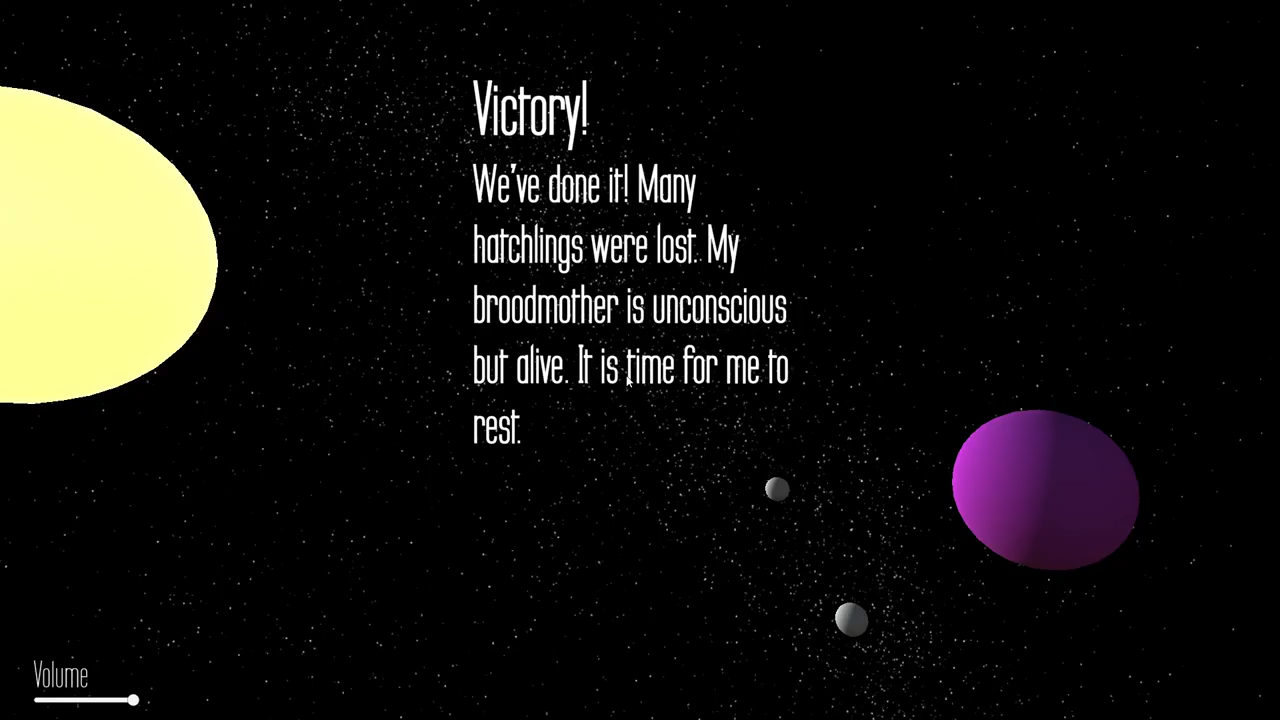 Victory!
We've done it! Many
hatchlings were lost. My
broodmother is unconscious
but alive. It is time for me to
rest.
Volume